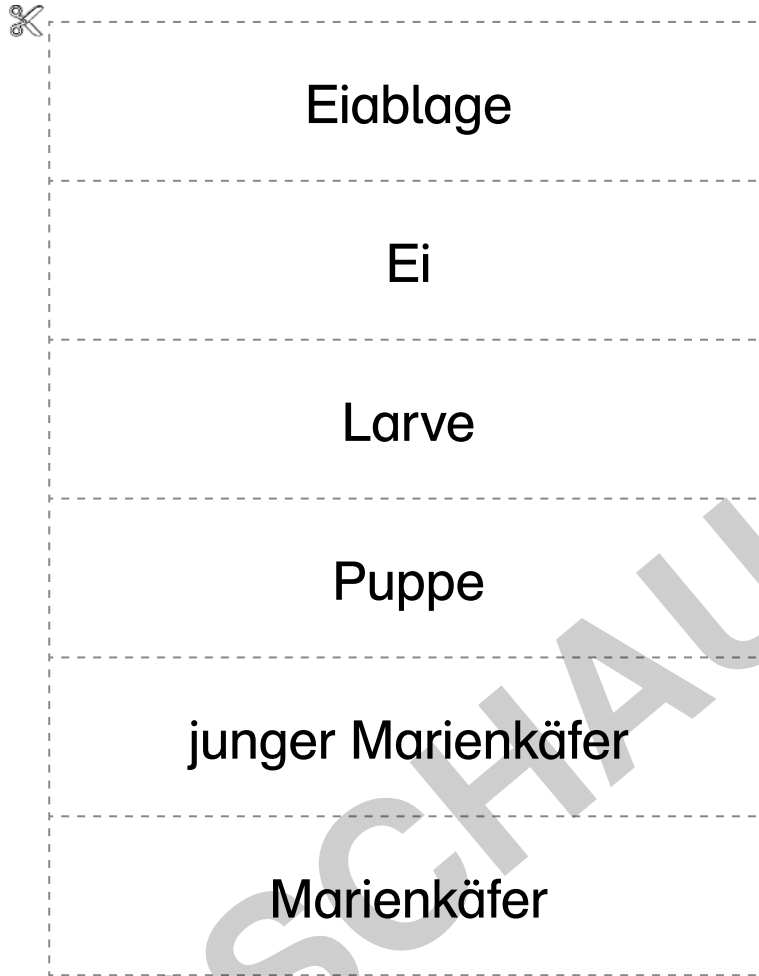 Eiablage
Ei
Larve
Puppe
junger Marienkäfer
Marienkäfer
SCHAU